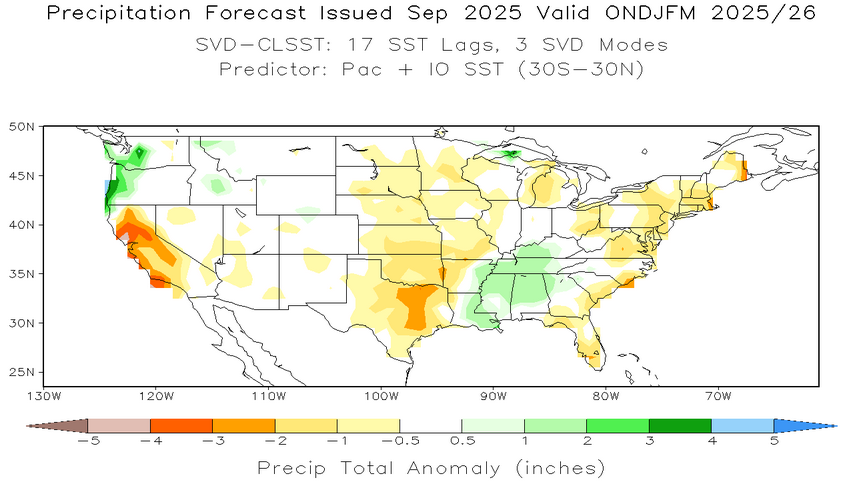 Precipitation Forecast Issued Sep 2025 Valid ONDJFM 2025/26
SVD-CLSST: 17 SST Lags, 3 SVD Modes
Predictor: Pac + IO SST (30S-30N)
50N
45N
40N
35N
30N
25N
130W 120W 110W 100W 90W 80W 70W
-5 -4 -3 -2 -1 -0.5 0.5 1 2 3 4 5
Precip Total Anomaly (inches)